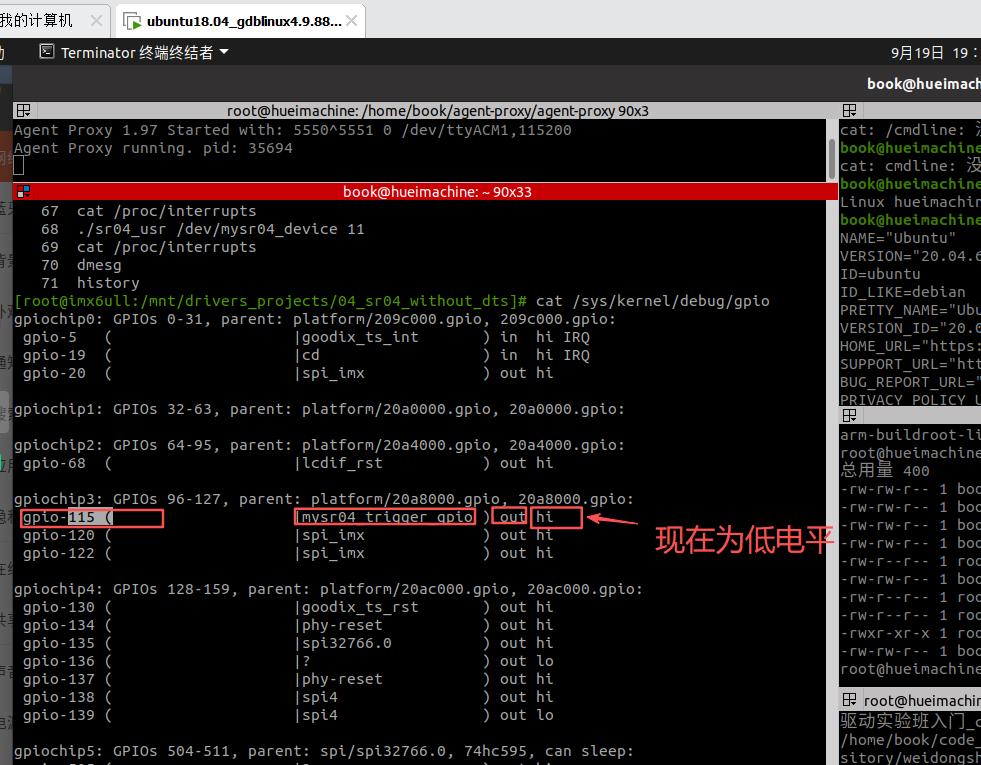 我的计算机
ubuntu18.04_gdblinux4.9.88...
Terminator 终端终结者
9月19日 19：
book@hueimach
root@hueimachine: /home/book/agent-proxy/agent-proxy 90x3
Agent Proxy 1.97 Started with: 5550^5551 0 /dev/ttyACM1,115200
Agent Proxy running. pid: 35694
book@hueimachine: ~ 90x33
67 cat /proc/interrupts
68 ./sr04_usr /dev/mysr04_device 11
69 cat /proc/interrupts
70 dmesg
71 history
[root@imx6ull:/mnt/drivers_projects/04_sr04_without_dts]# cat /sys/kernel/debug/gpio
gpiochip0: GPIOs 0-31, parent: platform/209c000.gpio, 209c000.gpio:
gpio-5 ( |goodix_ts_int ) in hi IRQ
gpio-19 ( |cd ) in hi IRQ
gpio-20 ( |spi_imx ) out hi
gpiochip1: GPIOs 32-63, parent: platform/20a0000.gpio, 20a0000.gpio:
gpiochip2: GPIOs 64-95, parent: platform/20a4000.gpio, 20a4000.gpio:
gpio-68 ( |lcdif_rst ) out hi
gpiochip3: GPIOs 96-127, parent: platform/20a8000.gpio, 20a8000.gpio:
gpio-115 ( |mysr04_trigger_gpio ) out hi
现在为低电平
gpio-120 ( |spi_imx ) out hi
gpio-122 ( |spi_imx ) out hi
gpiochip4: GPIOs 128-159, parent: platform/20ac000.gpio, 20ac000.gpio:
gpio-130 ( |goodix_ts_rst ) out hi
gpio-134 ( |phy-reset ) out hi
gpio-135 ( |spi32766.0 ) out hi
gpio-136 ( |? ) out lo
gpio-137 ( |phy-reset ) out hi
gpio-138 ( |spi4 ) out hi
gpio-139 ( |spi4 ) out lo
gpiochip5: GPIOs 504-511, parent: spi/spi32766.0, 74hc595, can sleep:
cat: /cmdline: 没
book@hueimachine
cat: cmdline: 没
book@hueimachine
Linux hueimachin
book@hueimachine
NAME="Ubuntu"
VERSION="20.04.6
ID=ubuntu
ID_LIKE=debian
PRETTY_NAME="Ubu
VERSION_ID="20.0
HOME_URL="https:
SUPPORT_URL="htt
BUG_REPORT_URL="
PRIVACY_POLICY_U
arm-buildroot-li
root@hueimachine
总用量 400
-rw-rw-r-- 1 boo
-rw-rw-r-- 1 boo
-rw-rw-r-- 1 boo
-rw-rw-r-- 1 boo
-rw-r--r-- 1 roo
-rw-rw-r-- 1 boo
-rw-r--r-- 1 roo
-rw-r--r-- 1 roo
-rwxr-xr-x 1 roo
-rw-rw-r-- 1 boo
root@hueimachine
root@hueimachin
驱动实验班入门_c
/home/book/code_
sitory/weidongsh